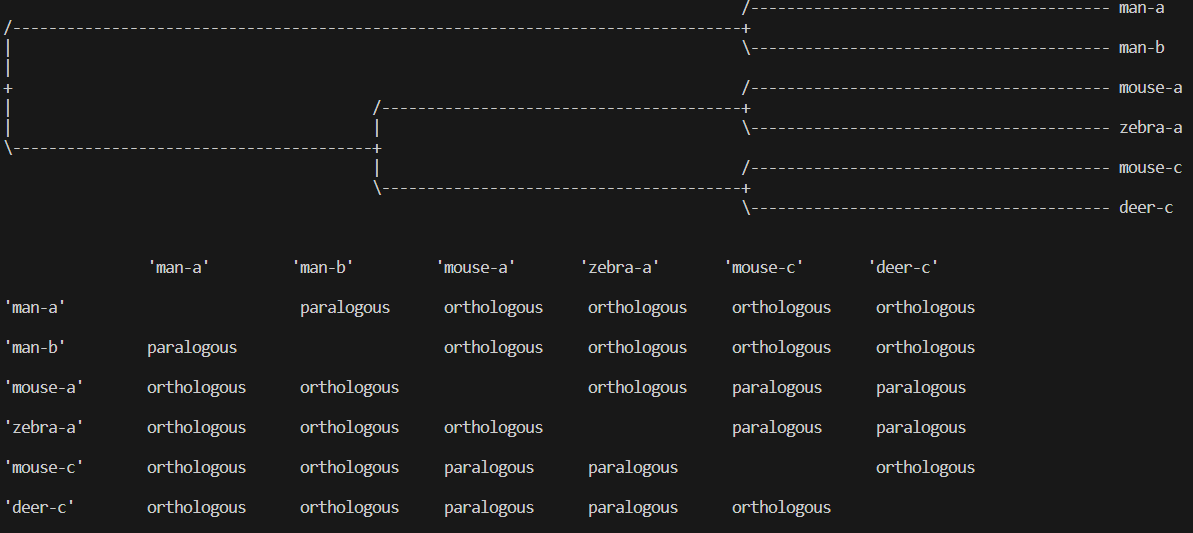 /---------------------------------------- man-a
/---------------------------------------------------------------------------------+
| \---------------------------------------- man-b
|
+ /---------------------------------------- mouse-a
| /----------------------------------------+
| | \---------------------------------------- zebra-a
\----------------------------------------+
| /---------------------------------------- mouse-c
\----------------------------------------+
\---------------------------------------- deer-c
'man-a' 'man-b' 'mouse-a' 'zebra-a' 'mouse-c' 'deer-c'
'man-a' paralogous orthologous orthologous orthologous orthologous
'man-b' paralogous orthologous orthologous orthologous orthologous
'mouse-a' orthologous orthologous orthologous paralogous paralogous
'zebra-a' orthologous orthologous orthologous paralogous paralogous
'mouse-c' orthologous orthologous paralogous paralogous orthologous
'deer-c' orthologous orthologous paralogous paralogous orthologous